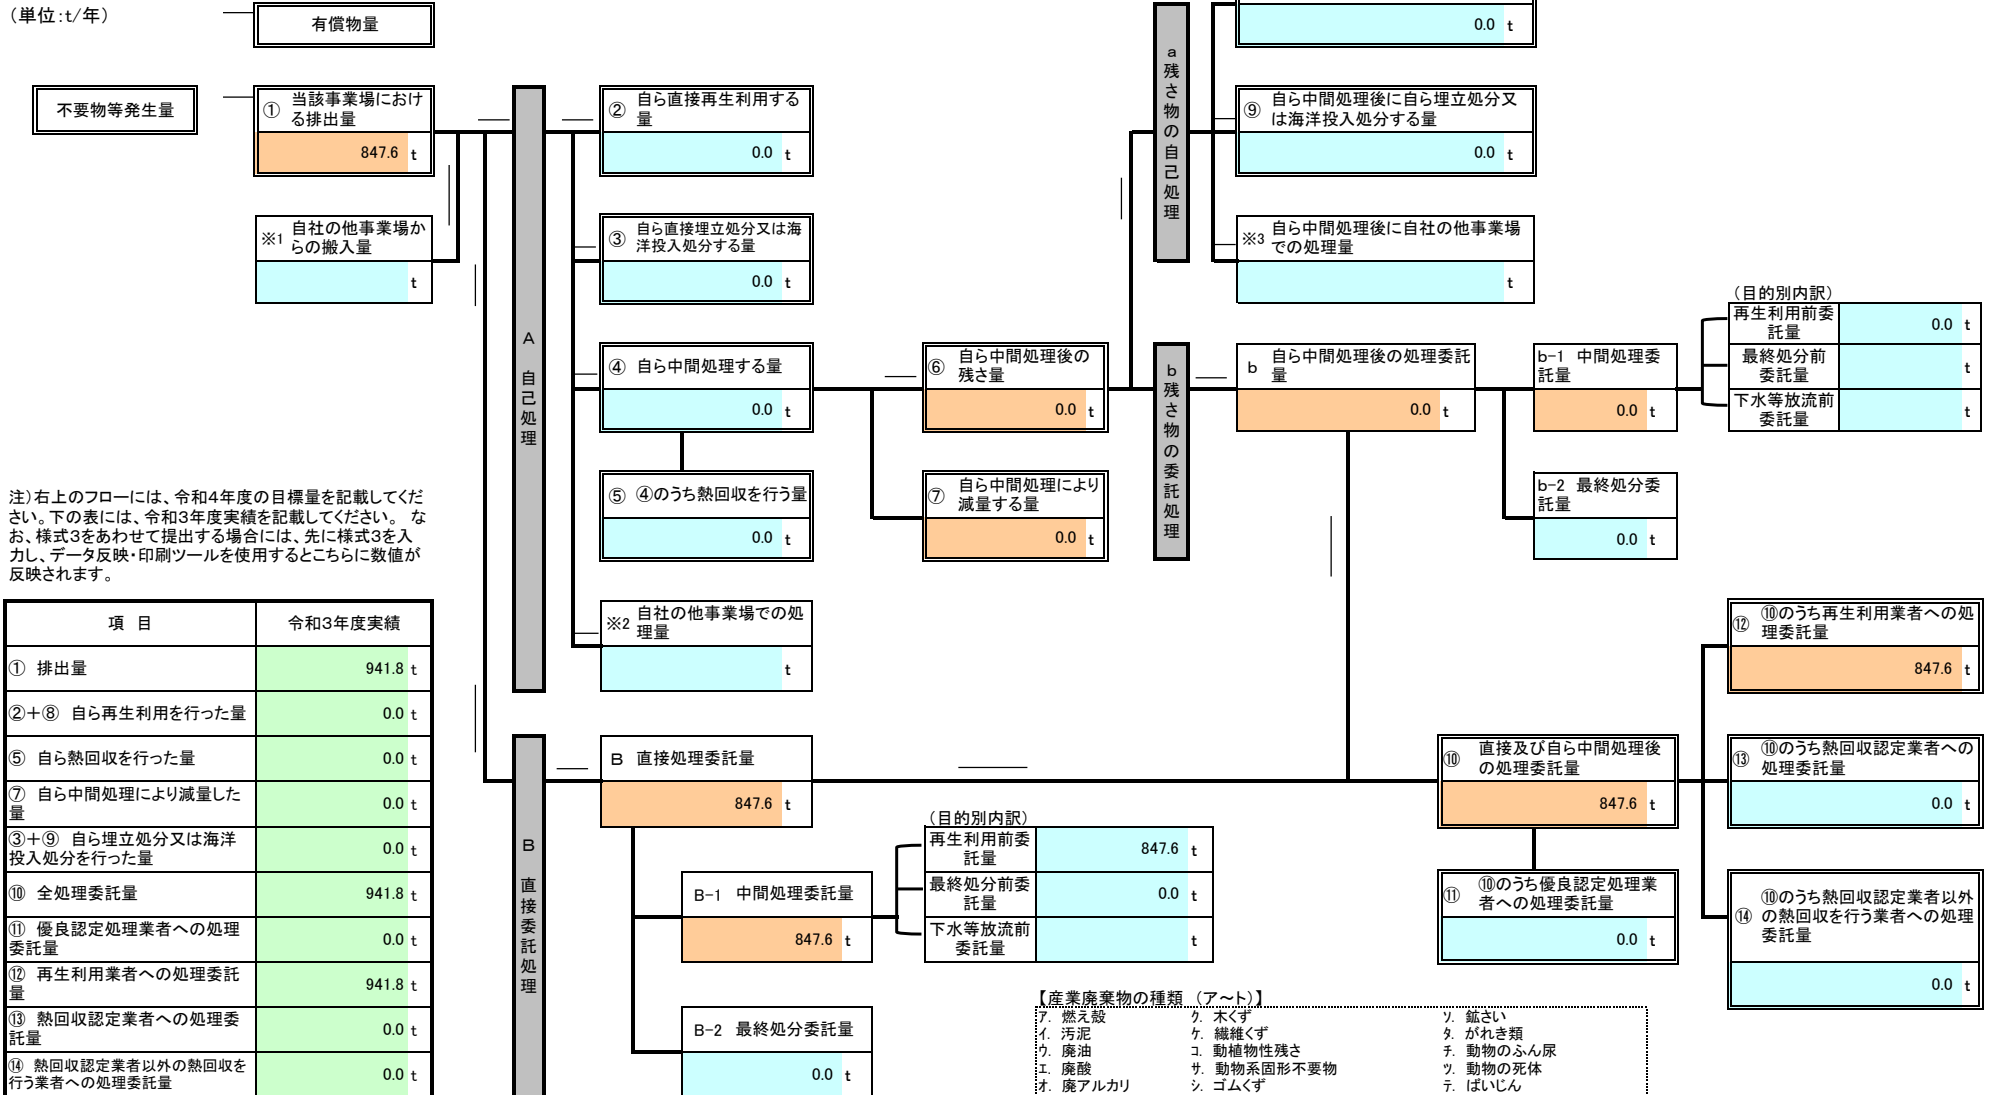 （単位：t/年）
有償物量
不要物等発生量
① 当該事業場におけ
る排出量
847.6 t
※1 自社の他事業場か
らの搬入量
t
A 自己処理
② 自ら直接再生利用する
量
0.0 t
③ 自ら直接埋立処分又は海
洋投入処分する量
0.0 t
④ 自ら中間処理する量
0.0 t
⑤ ④のうち熱回収を行う量
0.0 t
※2 自社の他事業場での処
理量
t
⑥ 自ら中間処理後の
残さ量
0.0 t
⑦ 自ら中間処理により
減量する量
0.0 t
a 残さ物の自己処理
0.0 t
⑨ 自ら中間処理後に自ら埋立処分又
は海洋投入処分する量
0.0 t
※3 自ら中間処理後に自社の他事業場
での処理量
t
b 残さ物の委託処理
b 自ら中間処理後の処理委託
量
0.0 t
b-1 中間処理委
託量
0.0 t
b-2 最終処分委
託量
0.0 t
（目的別内訳）
再生利用前委
託量
0.0 t
最終処分前
委託量
t
下水等放流前
委託量
t
注）右上のフローには、令和4年度の目標量を記載してくだ
さい。下の表には、令和3年度実績を記載してください。 な
お、様式3をあわせて提出する場合には、先に様式3を入
力し、データ反映・印刷ツールを使用するとこちらに数値が
反映されます。
項 目 令和3年度実績
① 排出量 941.8 t
②＋⑧ 自ら再生利用を行った量 0.0 t
⑤ 自ら熱回収を行った量 0.0 t
⑦ 自ら中間処理により減量した
量 0.0 t
③＋⑨ 自ら埋立処分又は海洋
投入処分を行った量 0.0 t
⑩ 全処理委託量 941.8 t
⑪ 優良認定処理業者への処理
委託量 0.0 t
⑫ 再生利用業者への処理委託
量 941.8 t
⑬ 熱回収認定業者への処理委
託量 0.0 t
⑭ 熱回収認定業者以外の熱回収を
行う業者への処理委託量 0.0 t
B 直接委託処理
B 直接処理委託量
847.6 t
B-1 中間処理委託量
847.6 t
B-2 最終処分委託量
0.0 t
（目的別内訳）
再生利用前委
託量
847.6 t
最終処分前委
託量
0.0 t
下水等放流前
委託量
t
⑩ 直接及び自ら中間処理後
の処理委託量
847.6 t
⑪ ⑩のうち優良認定処理業
者への処理委託量
0.0 t
⑫ ⑩のうち再生利用業者への処
理委託量
847.6 t
⑬ ⑩のうち熱回収認定業者への
処理委託量
0.0 t
⑭ ⑩のうち熱回収認定業者以外
の熱回収を行う業者への処理
委託量
0.0 t
【産業廃棄物の種類 （ア～ト）】
ｱ. 燃え殻 ｸ. 木くず ｿ. 鉱さい
ｲ. 汚泥 ｹ. 繊維くず ﾀ. がれき類
ｳ. 廃油 ｺ. 動植物性残さ ﾁ. 動物のふん尿
ｴ. 廃酸 ｻ. 動物系固形不要物 ﾂ. 動物の死体
ｵ. 廃アルカリ ｼ. ゴムくず ﾃ. ばいじん